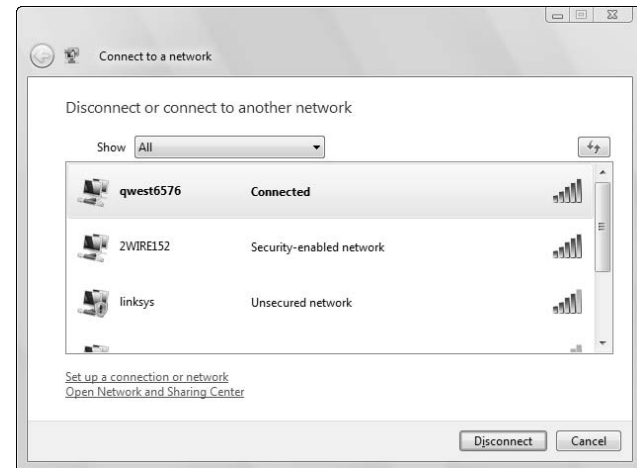 Connect to a network
Disconnect or connect to another network
Show All
qwest6576 Connected
2WIRE152 Security-enabled network
linksys Unsecured network
Set up a connection or network
Open Network and Sharing Center
Disconnect Cancel